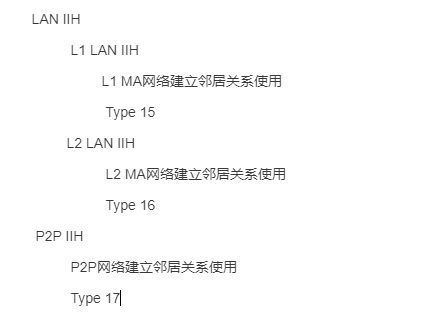 LAN IIH
L1 LAN IIH
L1 MA网络建立邻居关系使用
Type 15
L2 LAN IIH
L2 MA网络建立邻居关系使用
Type 16
P2P IIH
P2P网络建立邻居关系使用
Type 17